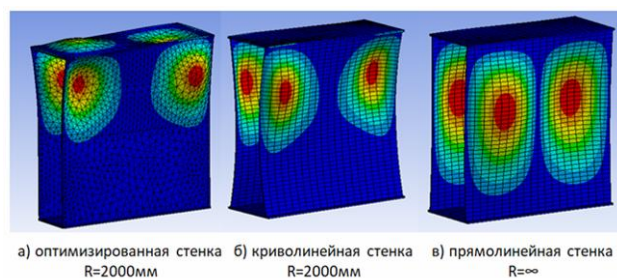 а) оптимизированная стенка б) криволинейная стенка в) прямолинейная стенка
R=2000мм R=2000мм R=∞